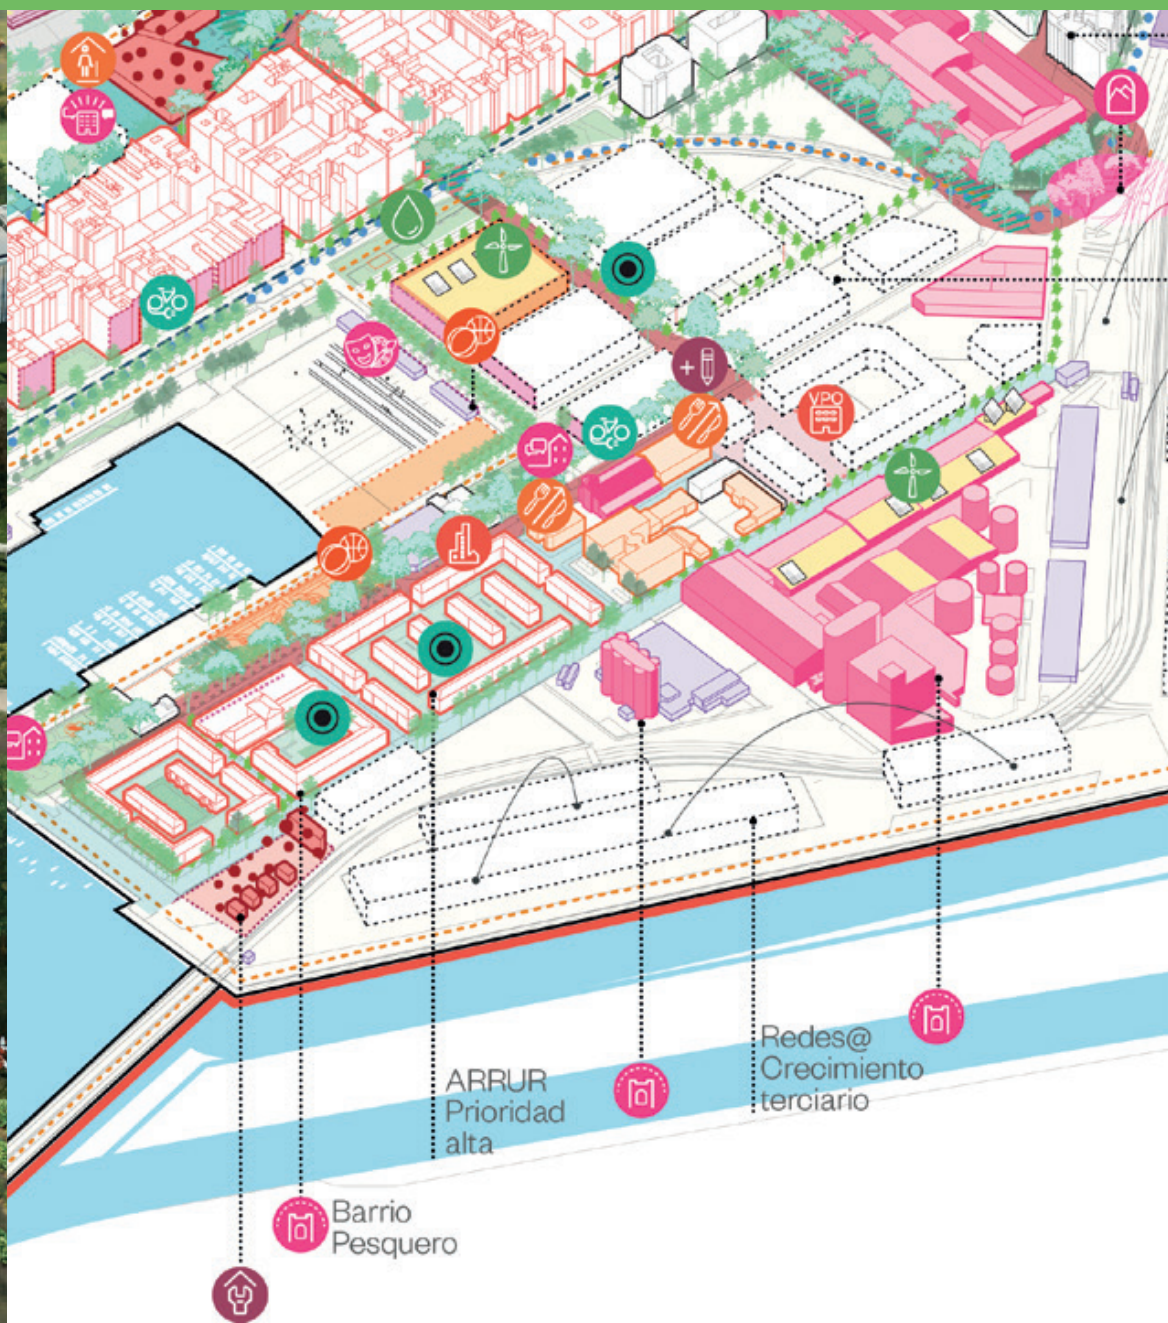 VPO
ARRUR
Prioridad
alta
Redes@
Crecimiento
terciario
Barrio
Pesquero